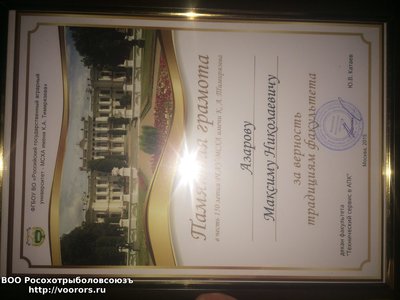 ФГБОУ ВО «Российский государственный аграрный
университет - МСХА имени К.А. Тимирязева»
Памятная грамота
в честь 150-летия РГАУ-МСХА имени К. А. Тимирязева
Азарову
Максиму Николаевичу
за верность
традициям факультета
декан факультета
"Технический сервис в АПК"
Ю.В. Катаев
Москва, 2015
ВОО Росохотрыболовсоюзъ
http://voorors.ru